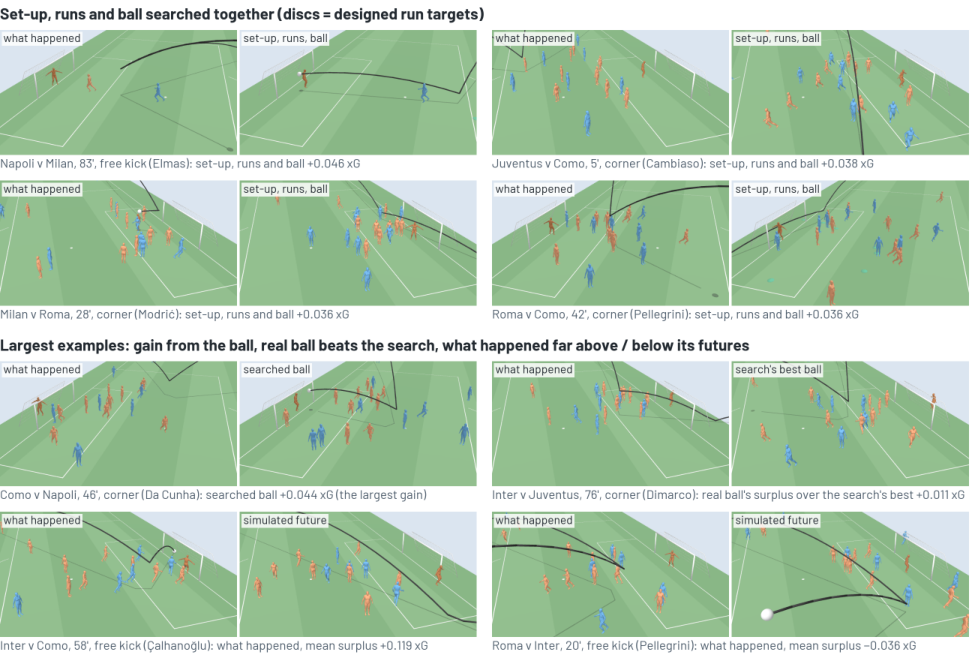 Set-up, runs and ball searched together (discs = designed run targets)
what happened
set-up, runs, ball
what happened
set-up, runs, ball
Napoli v Milan, 83', free kick (Elmas): set-up, runs and ball +0.046 xG
Juventus v Como, 5', corner (Cambiaso): set-up, runs and ball +0.038 xG
what happened
set-up, runs, ball
what happened
set-up, runs, ball
Milan v Roma, 28', corner (Modrić): set-up, runs and ball +0.036 xG
Roma v Como, 42', corner (Pellegrini): set-up, runs and ball +0.036 xG
Largest examples: gain from the ball, real ball beats the search, what happened far above / below its futures
what happened
searched ball
what happened
search's best ball
Como v Napoli, 46', corner (Da Cunha): searched ball +0.044 xG (the largest gain)
Inter v Juventus, 76', corner (Dimarco): real ball's surplus over the search's best +0.011 xG
what happened
simulated future
what happened
simulated future
Inter v Como, 58', free kick (Çalhanoğlu): what happened, mean surplus +0.119 xG
Roma v Inter, 20', free kick (Pellegrini): what happened, mean surplus −0.036 xG